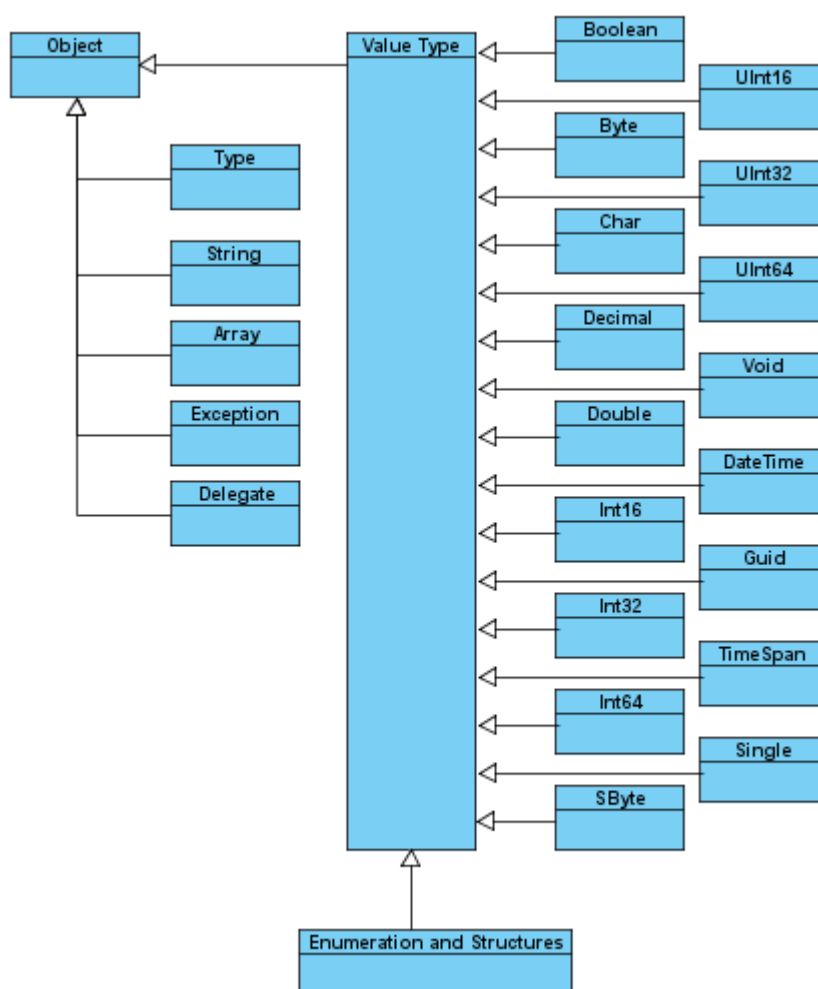 Object
Value Type
Boolean
UInt16
Byte
Type
UInt32
Char
String
UInt64
Decimal
Array
Void
Double
Exception
DateTime
Delegate
Int16
Guid
Int32
TimeSpan
Int64
Single
SByte
Enumeration and Structures